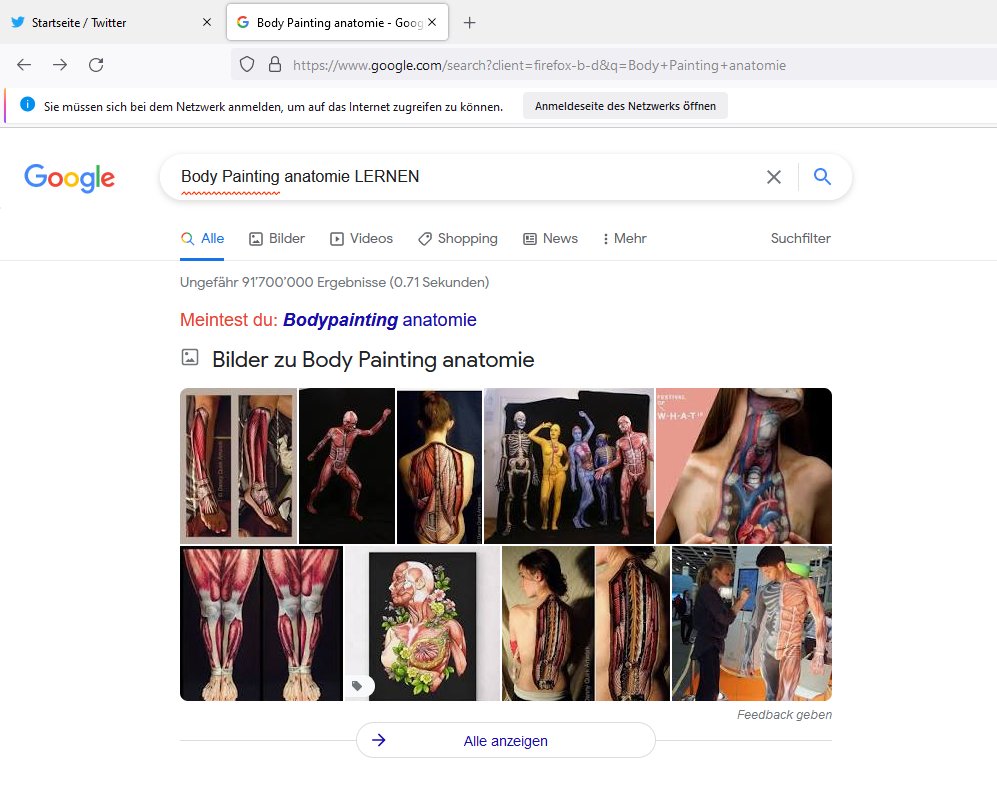 Startseite / Twitter
Body Painting anatomie - Goog
https://www.google.com/search?client=firefox-b-d&q=Body+Painting+anatomie
Sie müssen sich bei dem Netzwerk anmelden, um auf das Internet zugreifen zu können.
Anmeldeseite des Netzwerks öffnen
Google
Body Painting anatomie LERNEN
Alle
Bilder
Videos
Shopping
News
Mehr
Suchfilter
Ungefähr 91’700’000 Ergebnisse (0.71 Sekunden)
Meintest du: Bodypainting anatomie
Bilder zu Body Painting anatomie
FESTIVAL
OF
W·H·A·T
Feedback geben
Alle anzeigen